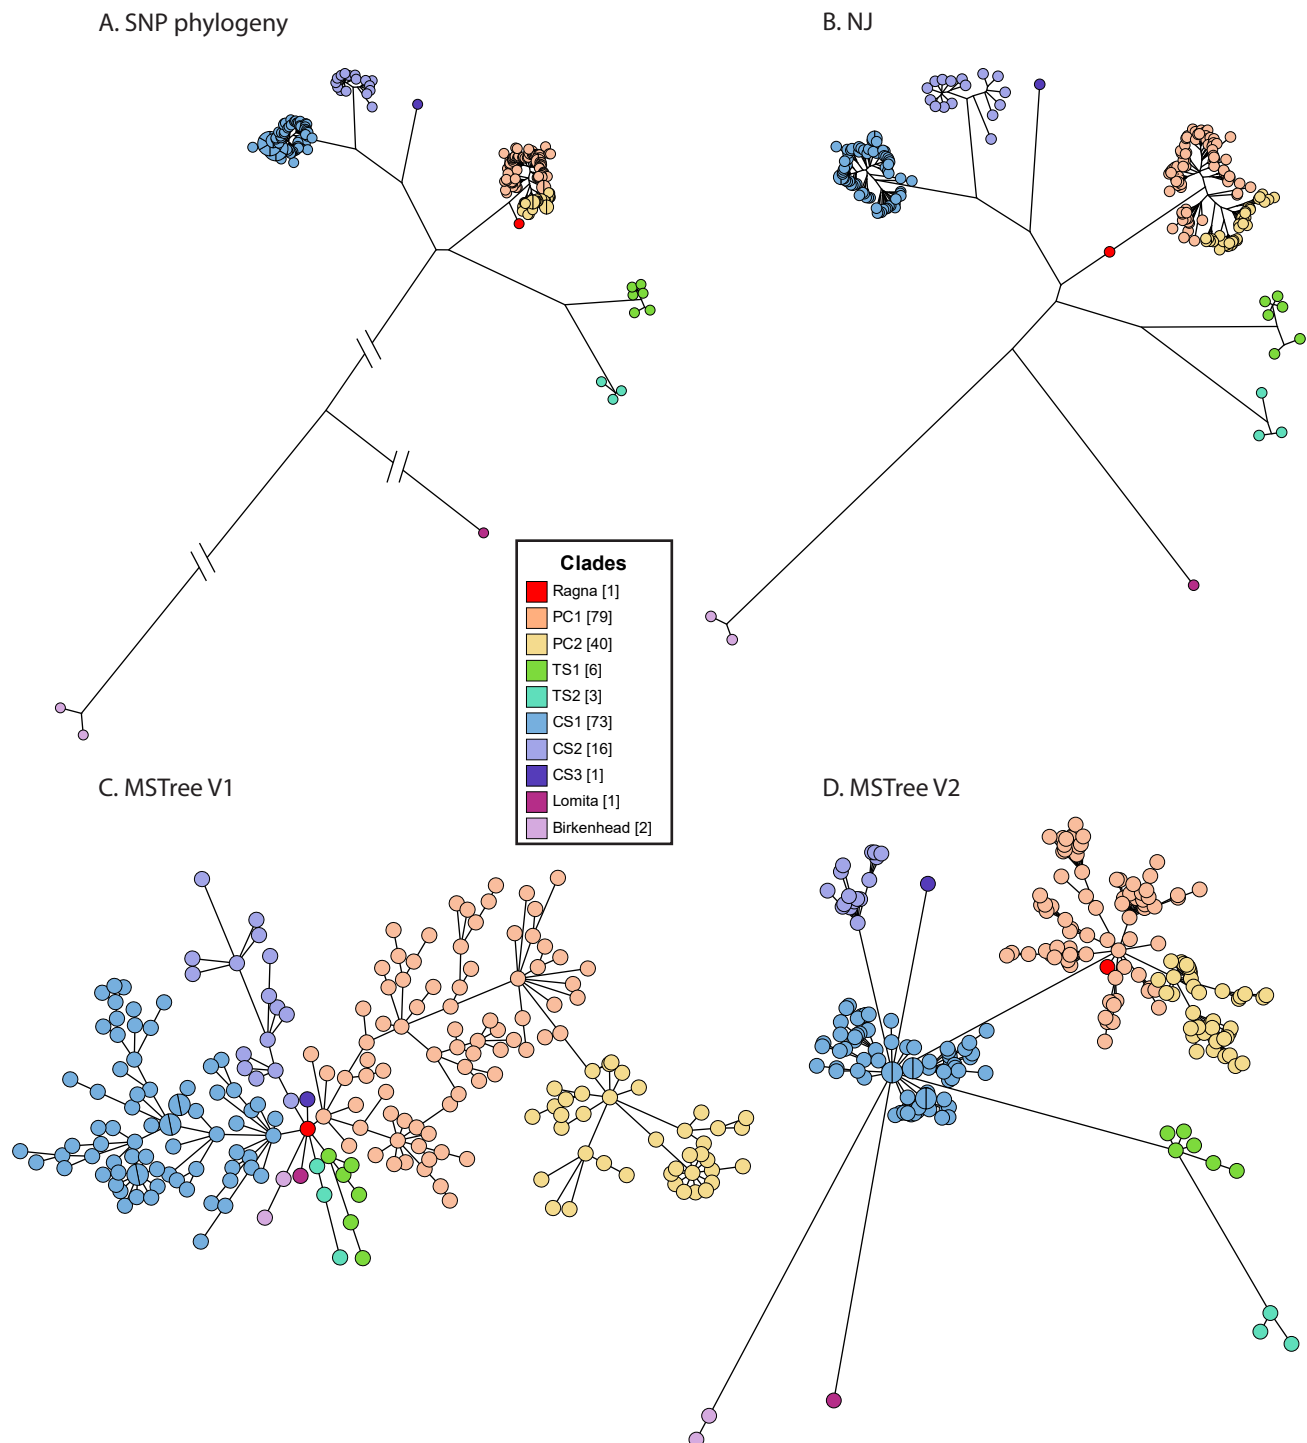 A. SNP phylogeny
B. NJ
Clades
Ragna [1]
PC1 [79]
PC2 [40]
TS1 [6]
TS2 [3]
CS1 [73]
CS2 [16]
CS3 [1]
Lomita [1]
Birkenhead [2]
C. MSTree V1
D. MSTree V2